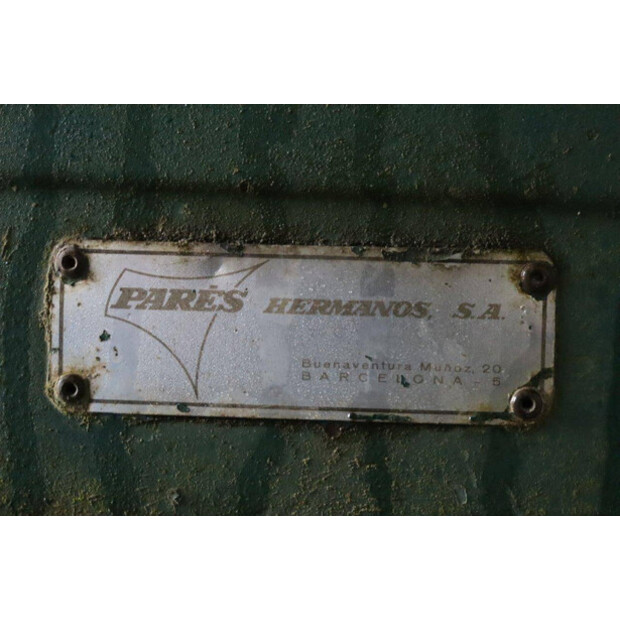 PARÉS HERMANOS, S.A.
Buenaventura Muñoz, 20
BARCELONA - 5